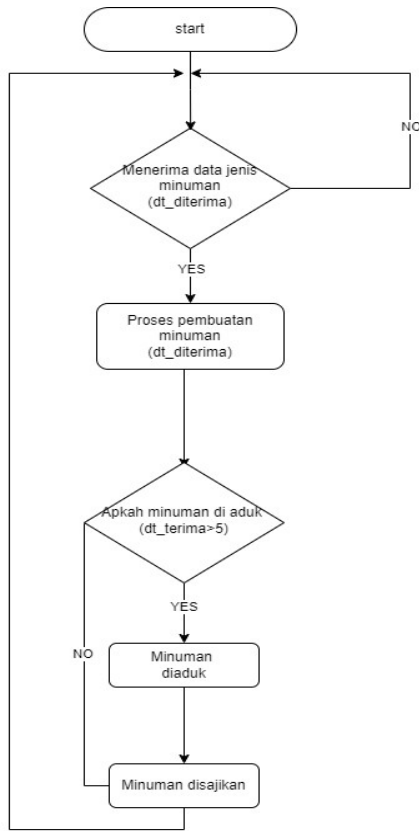 start
NO
Menerima data jenis
minuman
(dt_diterima)
YES
Proses pembuatan
minuman
(dt_diterima)
Apkah minuman di aduk
(dt_terima>5)
YES
NO
Minuman
diaduk
Minuman disajikan